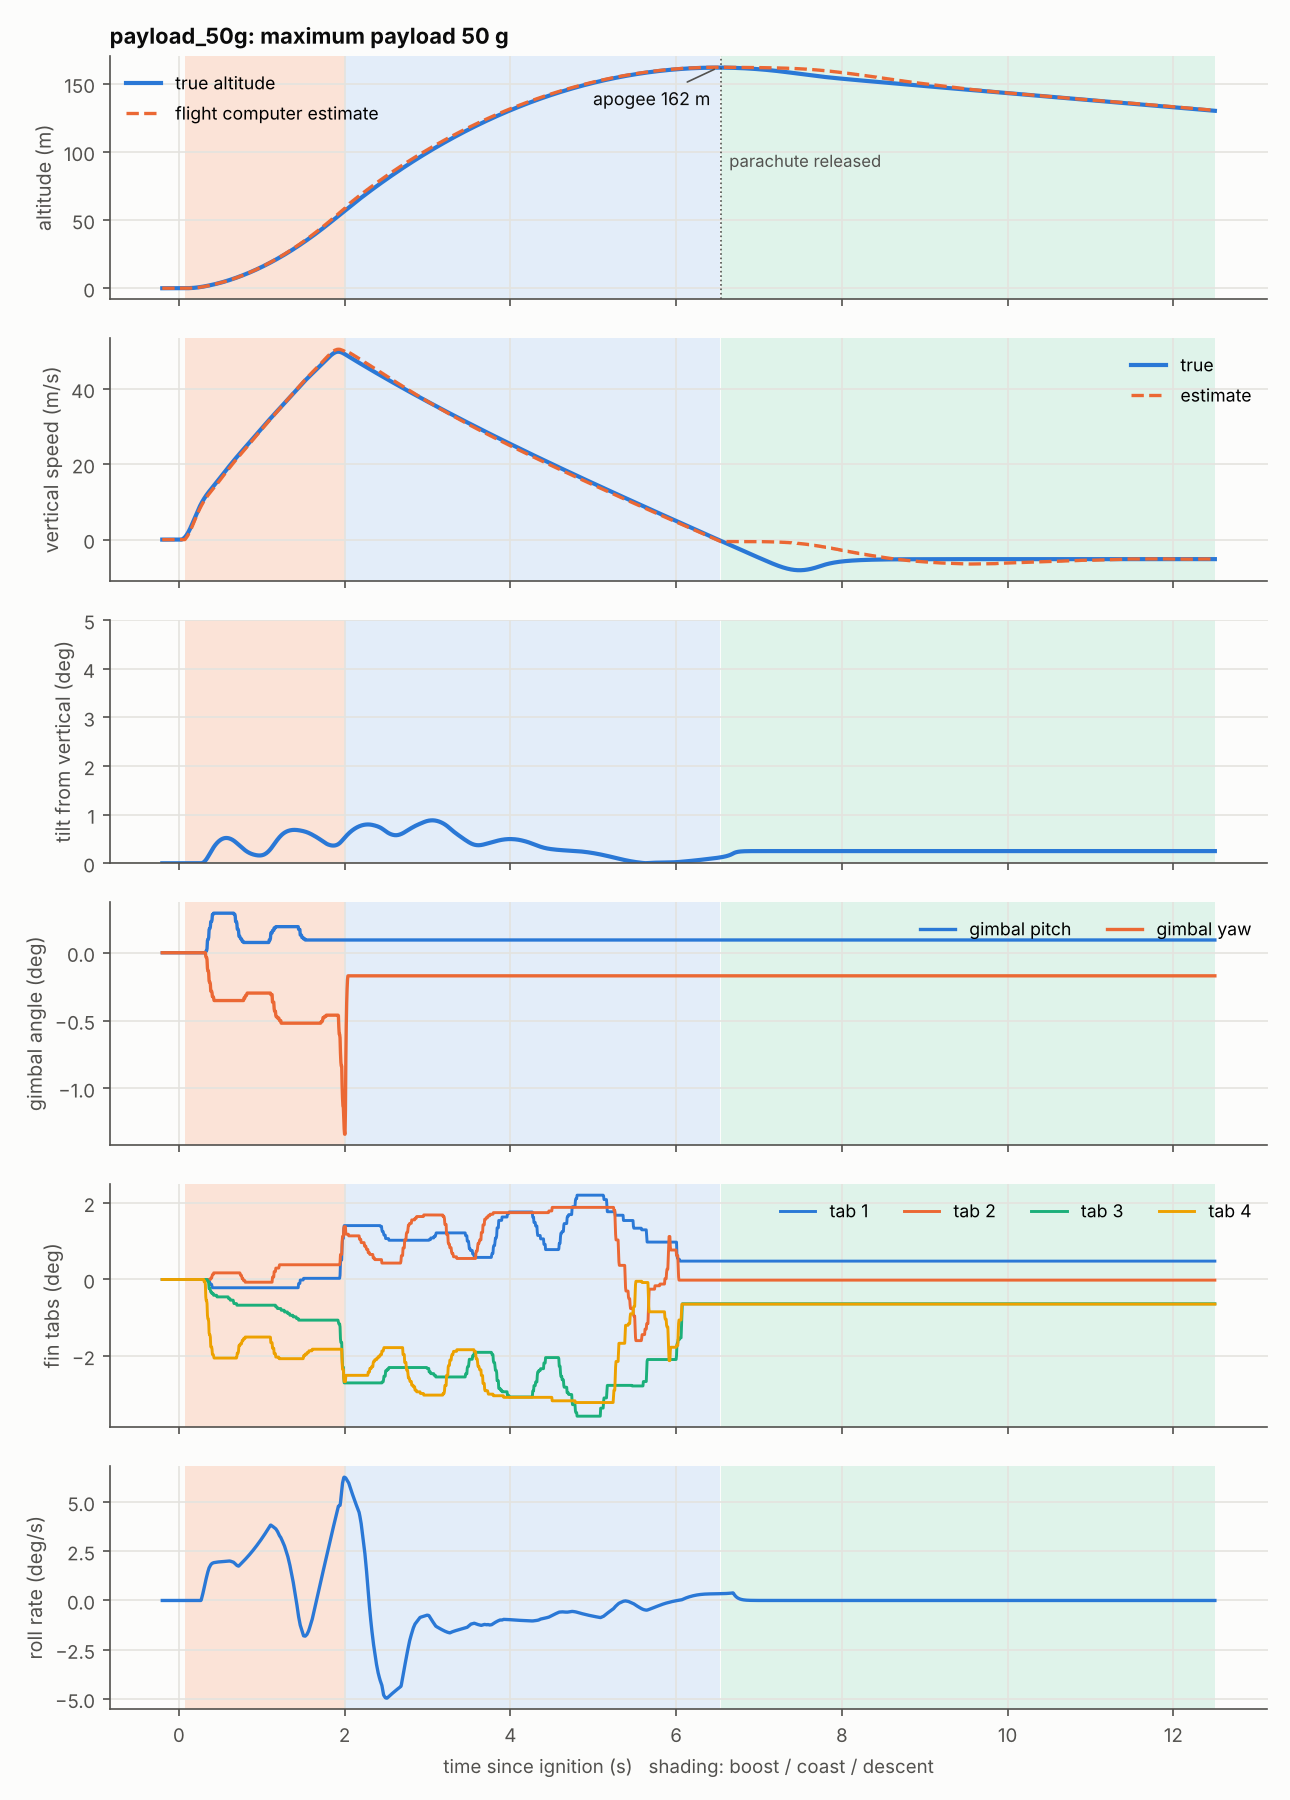 payload_50g: maximum payload 50 g
true altitude
flight computer estimate
apogee 162 m
parachute released
altitude (m)
150
100
50
0
true
estimate
vertical speed (m/s)
40
20
0
tilt from vertical (deg)
5
4
3
2
1
0
gimbal pitch
gimbal yaw
gimbal angle (deg)
0.0
−0.5
−1.0
tab 1
tab 2
tab 3
tab 4
fin tabs (deg)
2
0
−2
roll rate (deg/s)
5.0
2.5
0.0
−2.5
−5.0
0 2 4 6 8 10 12
time since ignition (s) shading: boost / coast / descent